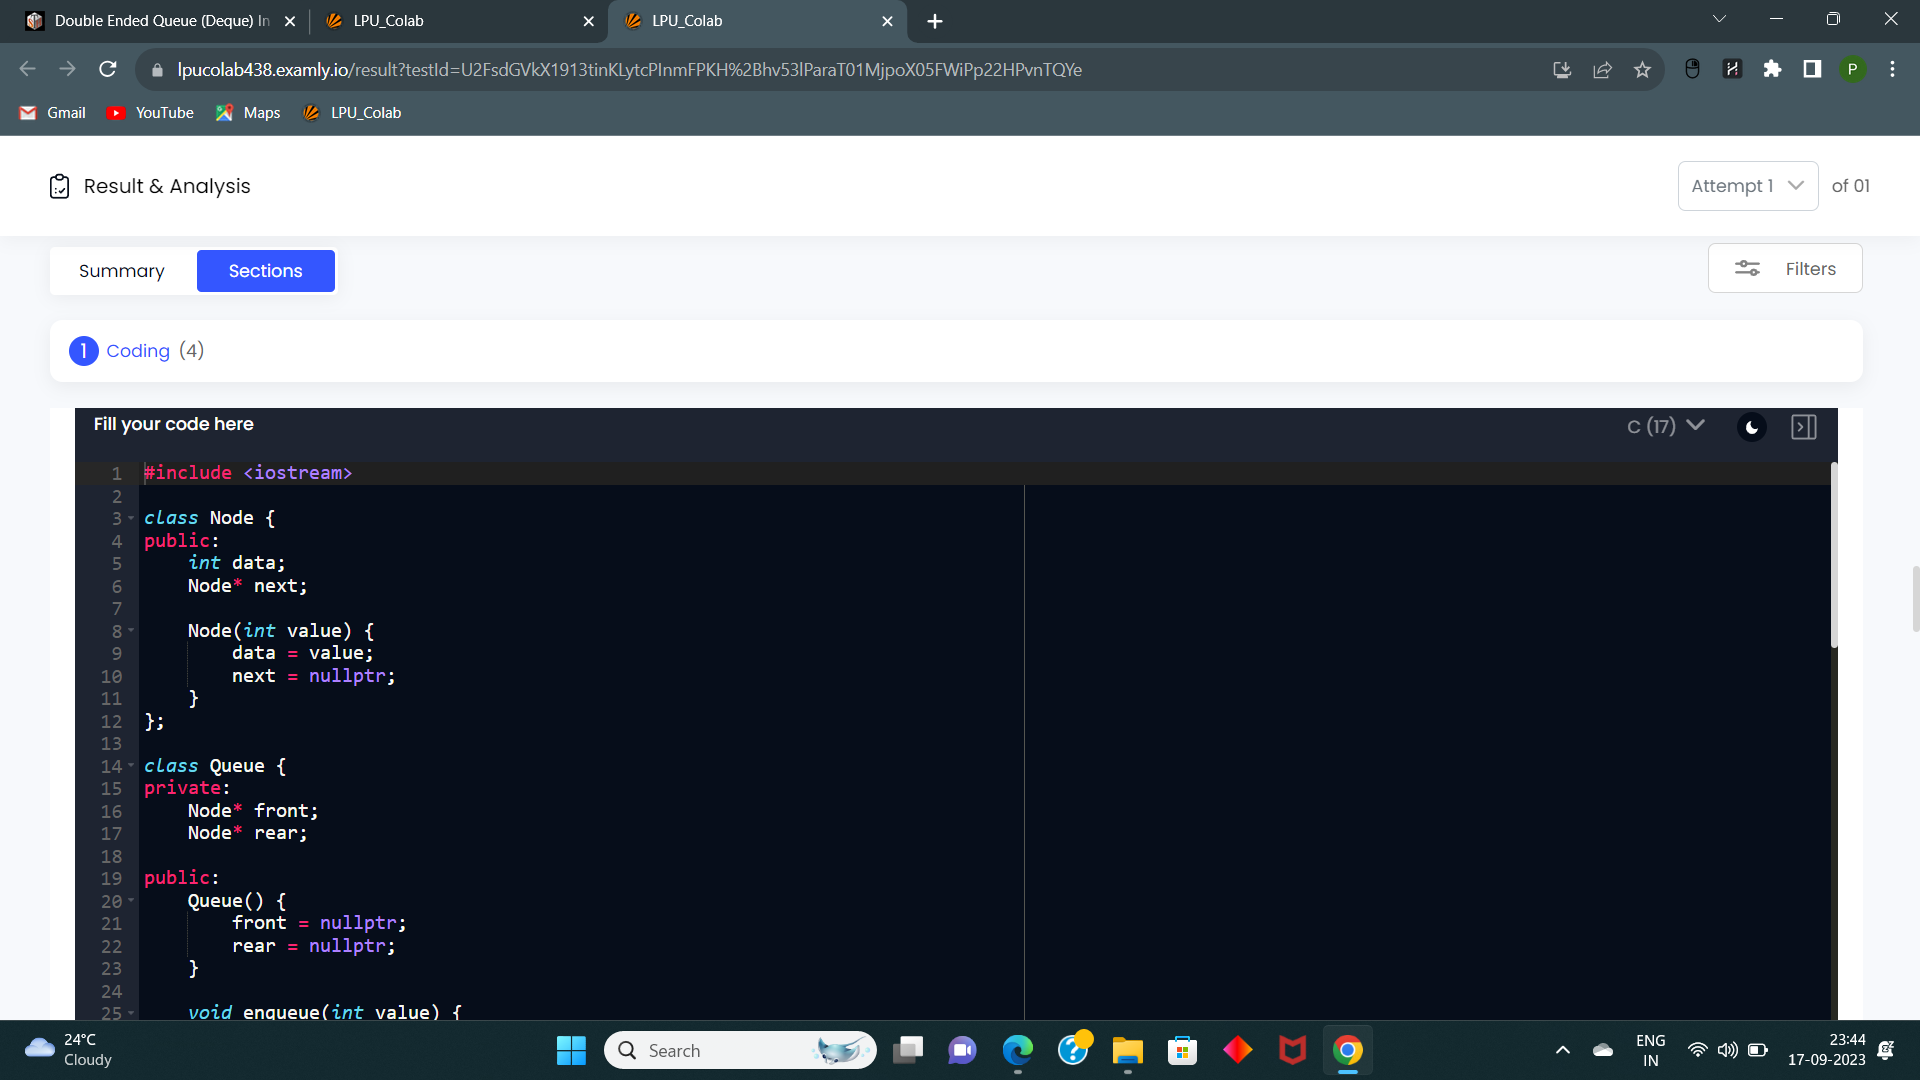 Double Ended Queue (Deque) In
LPU_Colab
LPU_Colab
lpucolab438.examly.io/result?testId=U2FsdGVkX1913tinKLytcPInmFPKH%2Bhv53lParaT01MjpoX05FWiPp22HPvnTQYe
P
Gmail
YouTube
Maps
LPU_Colab
Result & Analysis
Attempt 1
of 01
Summary
Sections
Filters
1 Coding (4)
Fill your code here
C (17)
1 #include <iostream>
2
3 class Node {
4 public:
5 int data;
6 Node* next;
7
8 Node(int value) {
9 data = value;
10 next = nullptr;
11 }
12 };
13
14 class Queue {
15 private:
16 Node* front;
17 Node* rear;
18
19 public:
20 Queue() {
21 front = nullptr;
22 rear = nullptr;
23 }
24
25 void enqueue(int value) {
24°C
Cloudy
Search
ENG
IN
23:44
17-09-2023